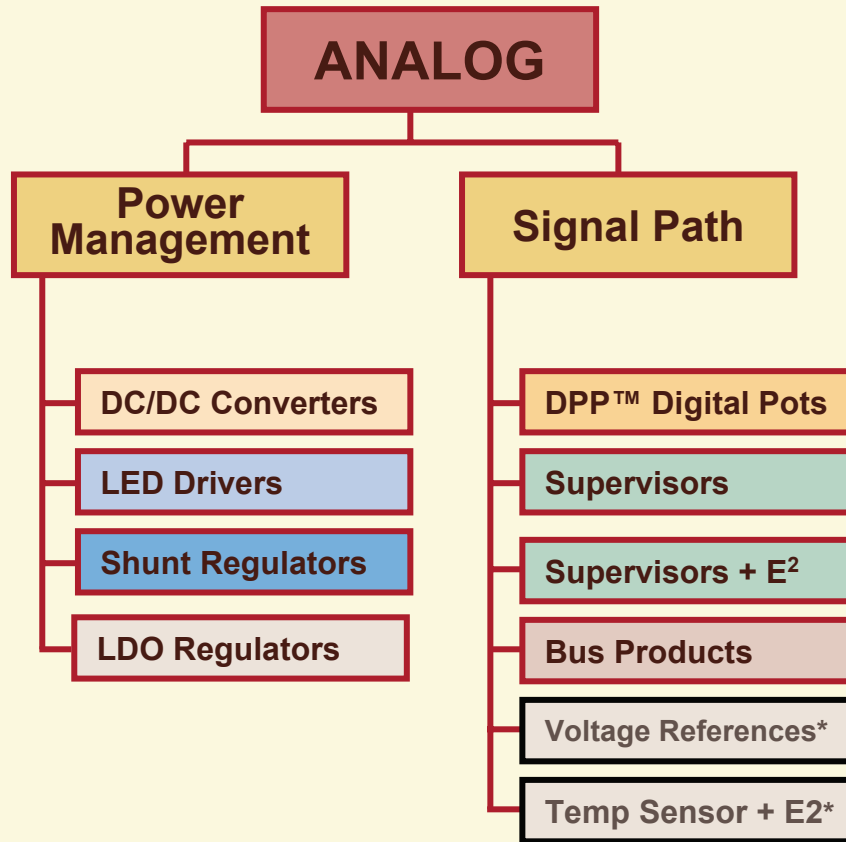 ANALOG
Power
Management
DC/DC Converters
LED Drivers
Shunt Regulators
LDO Regulators
Signal Path
DPP™ Digital Pots
Supervisors
Supervisors + E²
Bus Products
Voltage References*
Temp Sensor + E2*